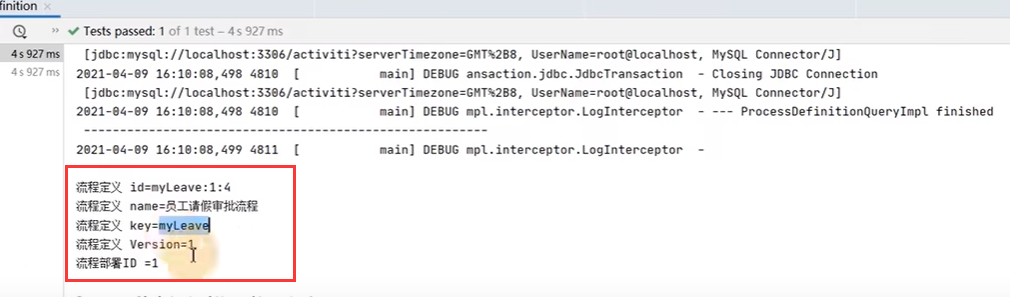 finition ×
» Tests passed: 1 of 1 test – 4 s 927 ms
4 s 927 ms
4 s 927 ms
[jdbc:mysql://localhost:3306/activiti?serverTimezone=GMT%2B8, UserName=root@localhost, MySQL Connector/J]
2021-04-09 16:10:08,498 4810 [ main] DEBUG ansaction.jdbc.JdbcTransaction - Closing JDBC Connection
[jdbc:mysql://localhost:3306/activiti?serverTimezone=GMT%2B8, UserName=root@localhost, MySQL Connector/J]
2021-04-09 16:10:08,498 4810 [ main] DEBUG mpl.interceptor.LogInterceptor - --- ProcessDefinitionQueryImpl finished
--------------------------------------------------------
2021-04-09 16:10:08,499 4811 [ main] DEBUG mpl.interceptor.LogInterceptor -
流程定义 id=myLeave:1:4
流程定义 name=员工请假审批流程
流程定义 key=myLeave
流程定义 Version=1
流程部署ID =1